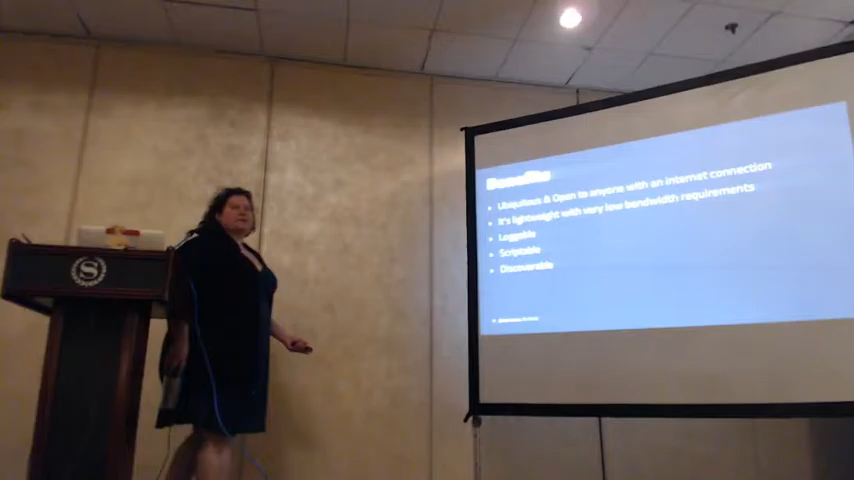 Benefits
Ubiquitous & Open to anyone with an internet connection
It's lightweight with very low bandwidth requirements
Loggable
Scriptable
Discoverable
S